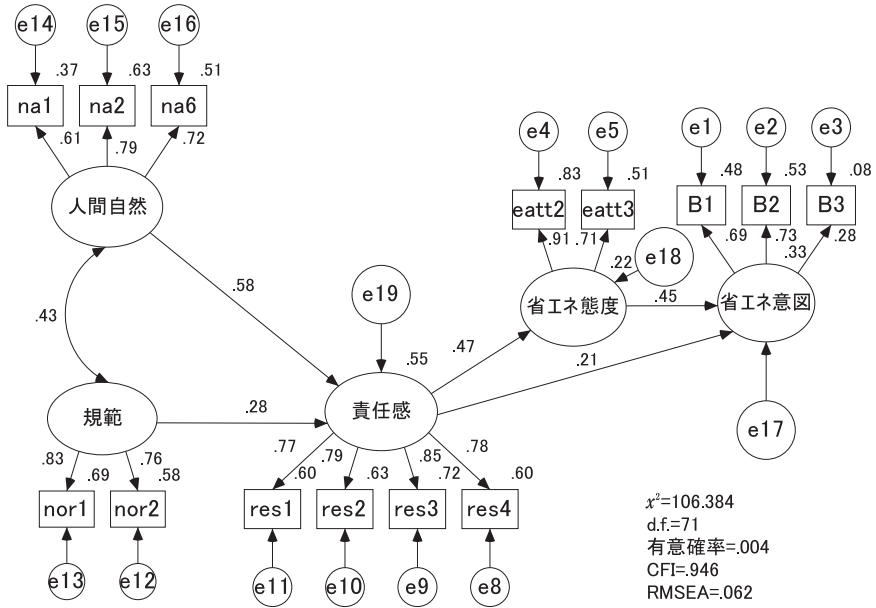 e14 e15 e16
.37 .63 .51
na1 na2 na6
.61 .79 .72
人間自然
e4 e5 e1 e2 e3
.83 .51 .48 .53 .08
eatt2 eatt3 B1 B2 B3
.91 .71 .69 .73 .33 .28
.22 e18
省エネ態度 .45 省エネ意図
.58
e19
.43
.47 .21
.55
規範 .28 責任感
e17
.83 .69 .76 .58
.77 .60 .79 .63 .85 .72 .78 .60
nor1 nor2 res1 res2 res3 res4
e13 e12 e11 e10 e9 e8
x²=106.384
d.f.=71
有意確率=.004
CFI=.946
RMSEA=.062